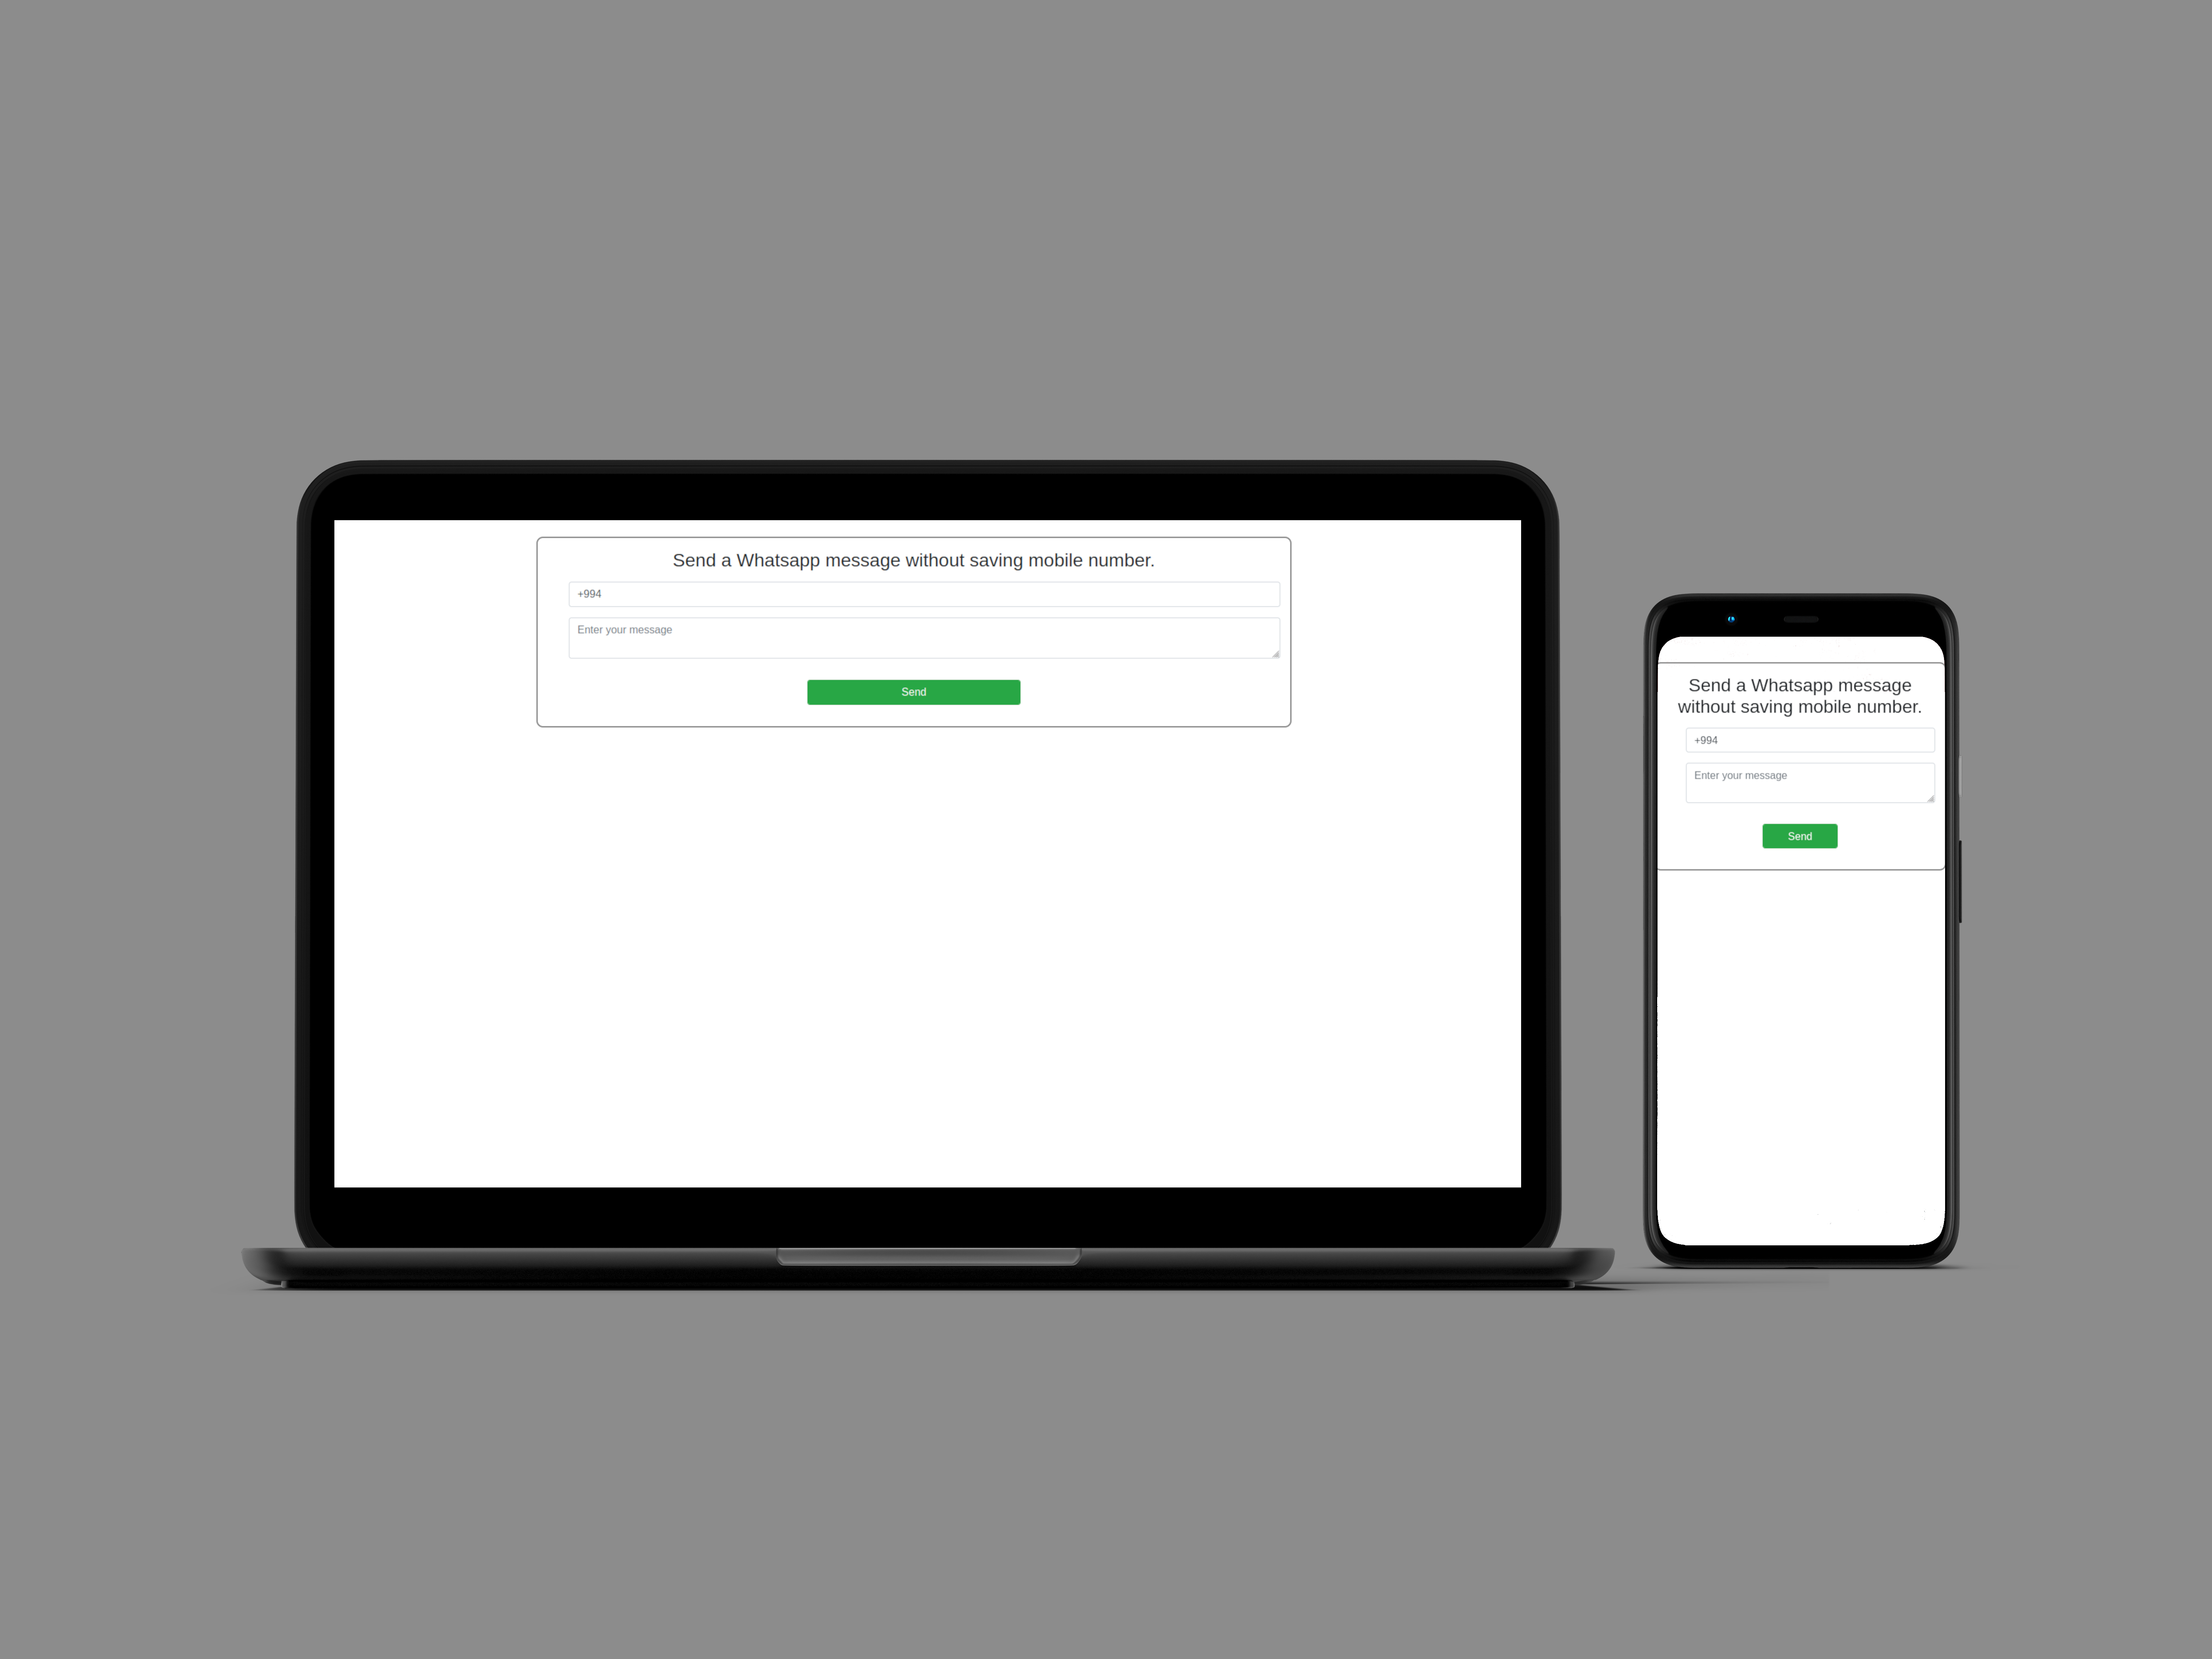 Send a Whatsapp message without saving mobile number.
+994
Enter your message
Send
Send a Whatsapp message
without saving mobile number.
+994
Enter your message
Send